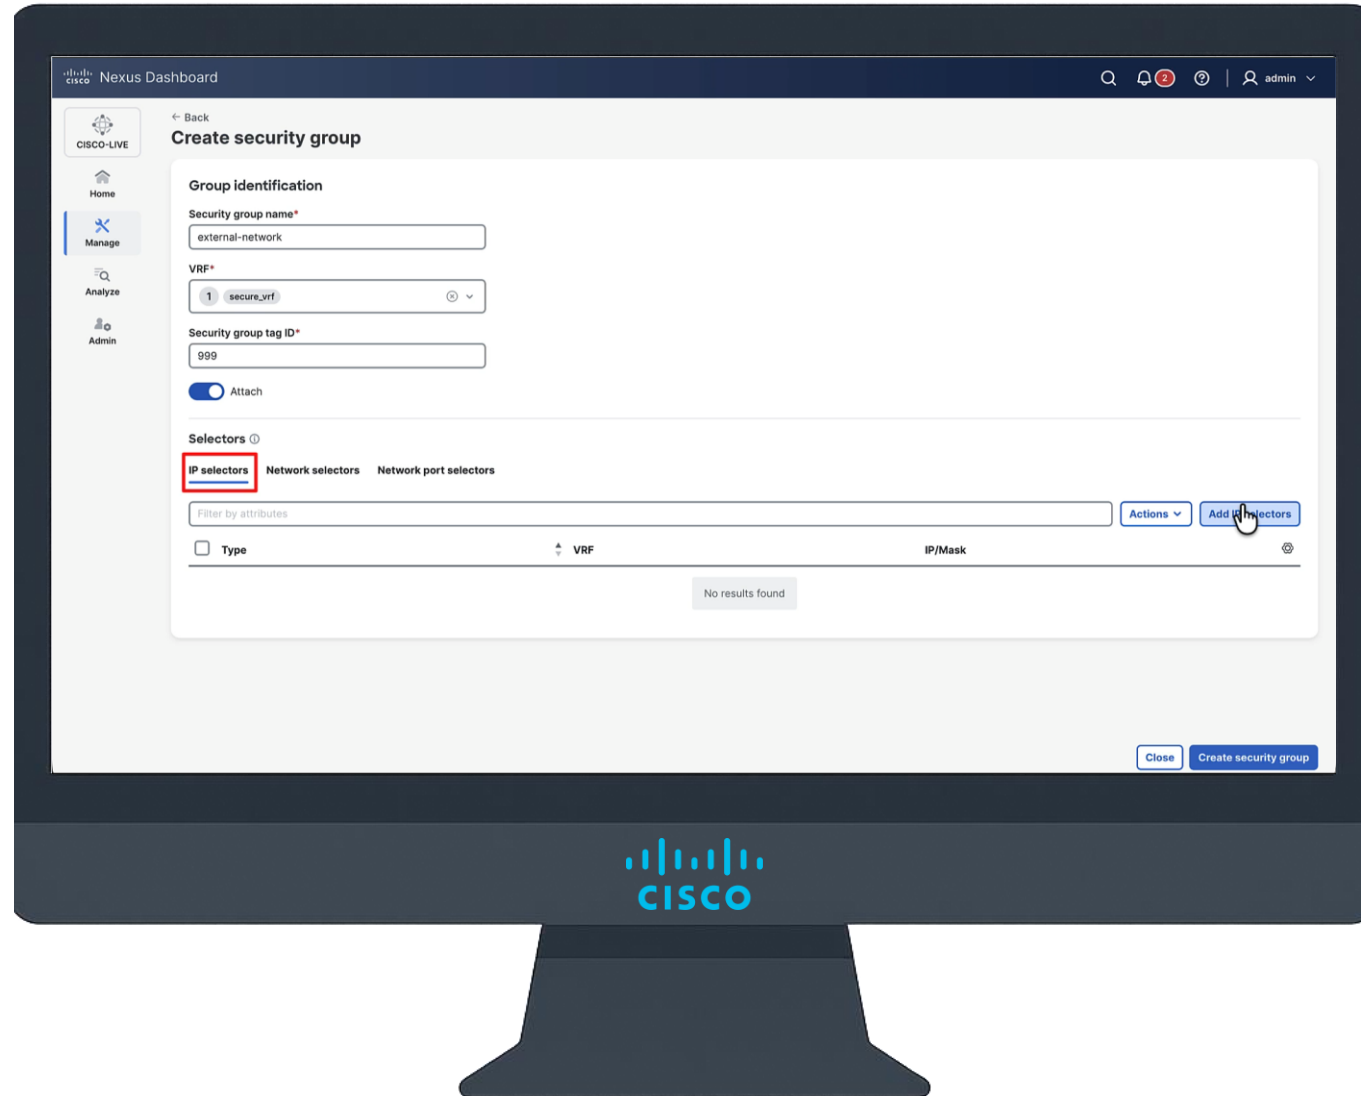 cisco Nexus Dashboard
2
admin
CISCO-LIVE
Home
Manage
Analyze
Admin
← Back
Create security group
Group identification
Security group name*
external-network
VRF*
1 secure_vrf
Security group tag ID*
999
Attach
Selectors
IP selectors Network selectors Network port selectors
Filter by attributes
Actions
Add
Type VRF IP/Mask
No results found
Close Create security group
CISCO